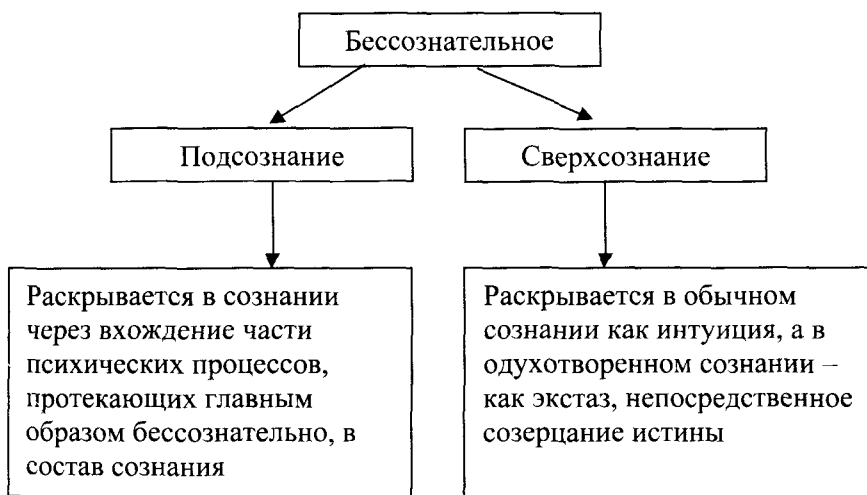 Бессознательное
Подсознание
Сверхсознание
Раскрывается в сознании
через вхождение части
психических процессов,
протекающих главным
образом бессознательно, в
состав сознания
Раскрывается в обычном
сознании как интуиция, а в
одухотворенном сознании –
как экстаз, непосредственное
созерцание истины